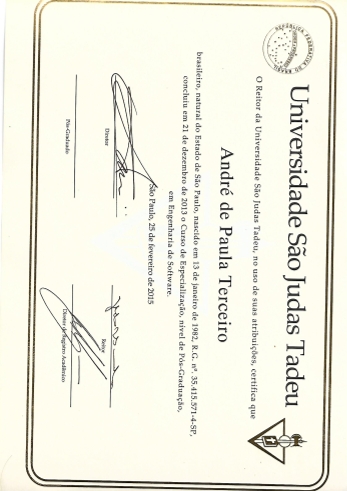 REPÚBLICA FEDERATIVA DO BRASIL
Universidade São Judas Tadeu
O Reitor da Universidade São Judas Tadeu, no uso de suas atribuições, certifica que
André de Paula Terceiro
brasileiro, natural do Estado de São Paulo, nascido em 13 de janeiro de 1982, R.G. nº. 35.415.571-4-SP,
concluiu em 21 de dezembro de 2013 o Curso de Especialização, nível de Pós-Graduação,
em Engenharia de Software.
São Paulo, 25 de fevereiro de 2015
Diretor
Reitor
Pós-Graduando
Diretor de Registro Acadêmico